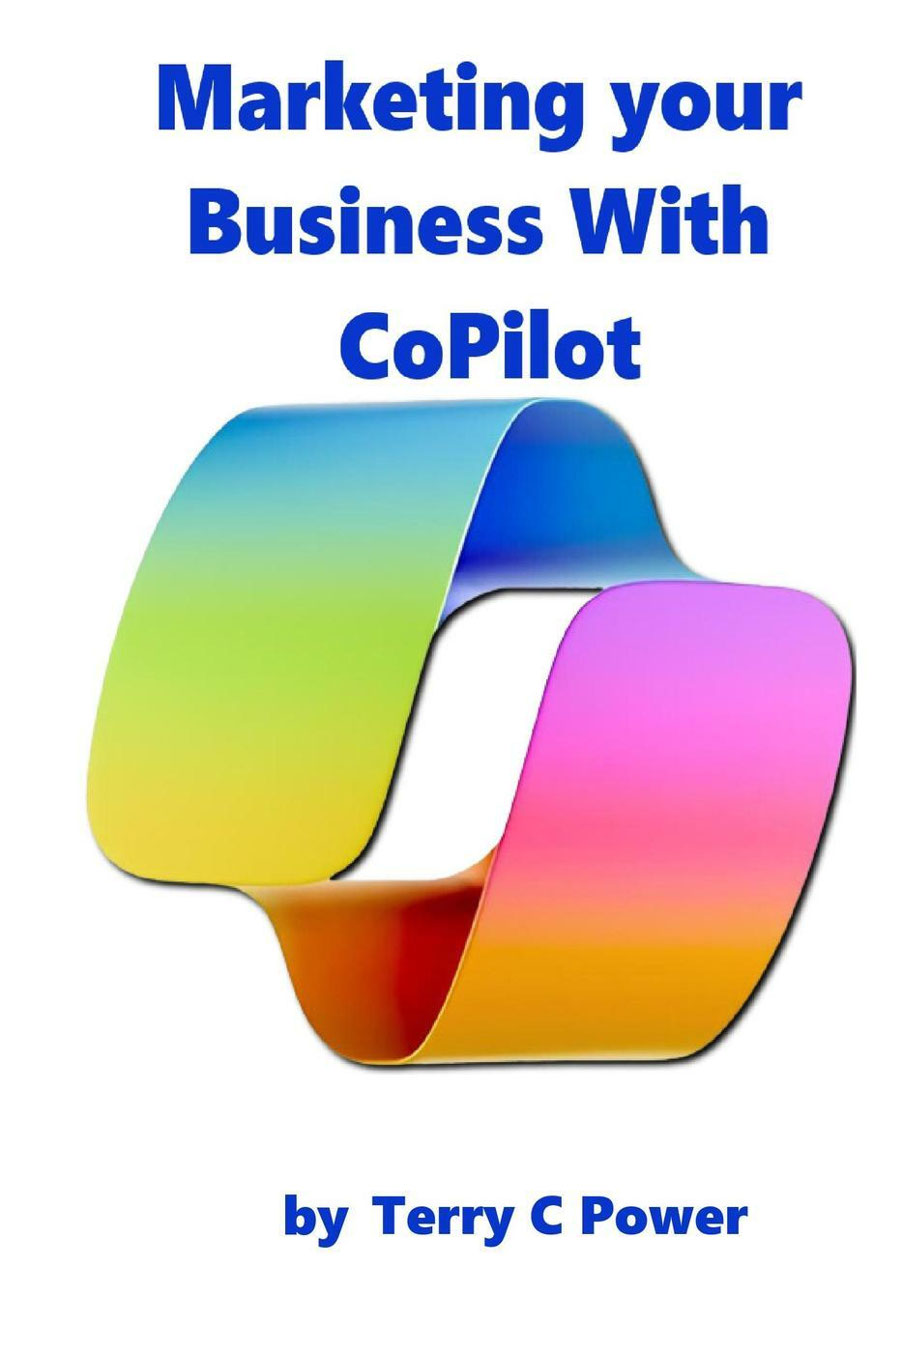 Marketing your
Business With
CoPilot
by Terry C Power